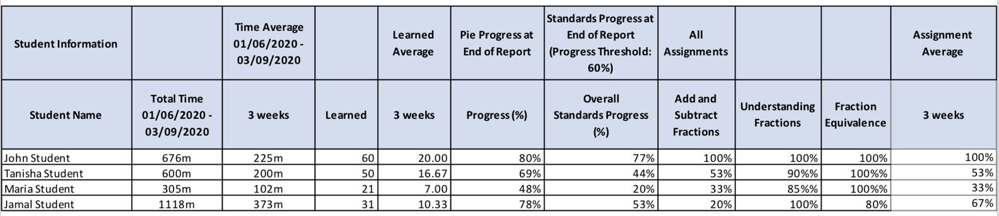 Student Information Time Average 01/06/2020 - 03/09/2020 Learned Average Pie Progress at End of Report Standards Progress at End of Report (Progress Threshold: 60%) All Assignments Assignment Average
Student Name Total Time 01/06/2020 - 03/09/2020 3 weeks Learned 3 weeks Progress (%) Overall Standards Progress (%) Add and Subtract Fractions Understanding Fractions Fraction Equivalence 3 weeks
John Student 676m 225m 60 20.00 80% 77% 100% 100% 100% 100%
Tanisha Student 600m 200m 50 16.67 69% 44% 53% 90%% 100%% 53%
Maria Student 305m 102m 21 7.00 48% 20% 33% 85%% 100%% 33%
Jamal Student 1118m 373m 31 10.33 78% 53% 20% 100% 80% 67%